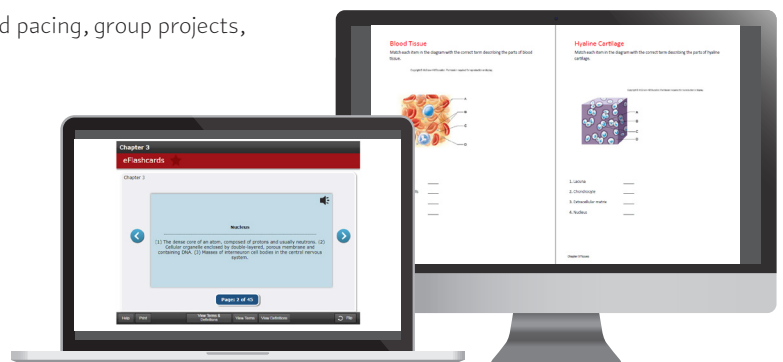 d pacing, group projects,
Blood Tissue
Match each item in the diagram with the correct term describing the parts of blood
tissue.
A
B
C
D
Hyaline Cartilage
Match each item in the diagram with the correct term describing the parts of hyaline
cartilage.
A
B
C
D
1. Lacuna
2. Chondrocyte
3. Extracellular matrix
4. Nucleus
Chapter 3
eFlashcards
Chapter 3
Nucleus
(1) The dense core of an atom, composed of protons and usually neutrons. (2)
Cellular organelle enclosed by double-layered, porous membrane and
containing DNA. (3) Masses of interneuron cell bodies in the central nervous
system.
Page: 2 of 45
Help
Print
View Terms &
Definitions
View Terms
View Definitions
Flip